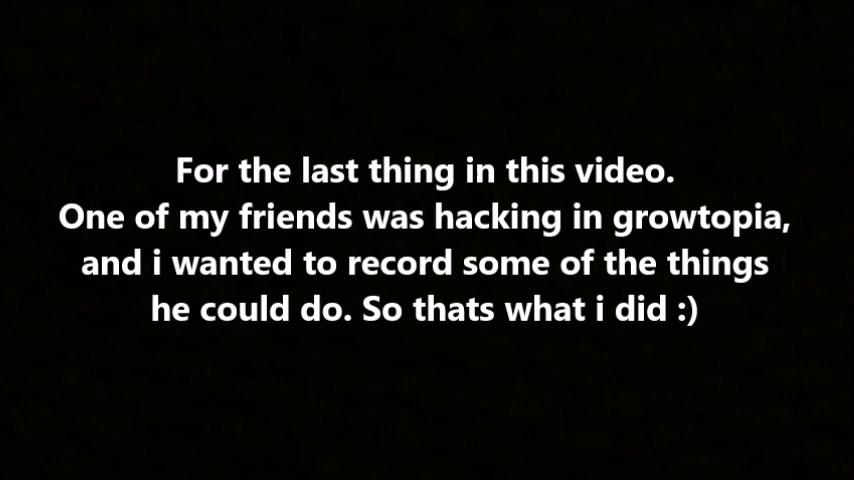 For the last thing in this video.
One of my friends was hacking in growtopia,
and i wanted to record some of the things
he could do. So thats what i did :)